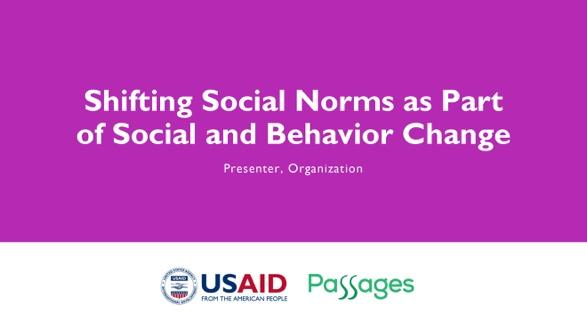 Shifting Social Norms as Part
of Social and Behavior Change
Presenter, Organization
USAID
FROM THE AMERICAN PEOPLE
Passages